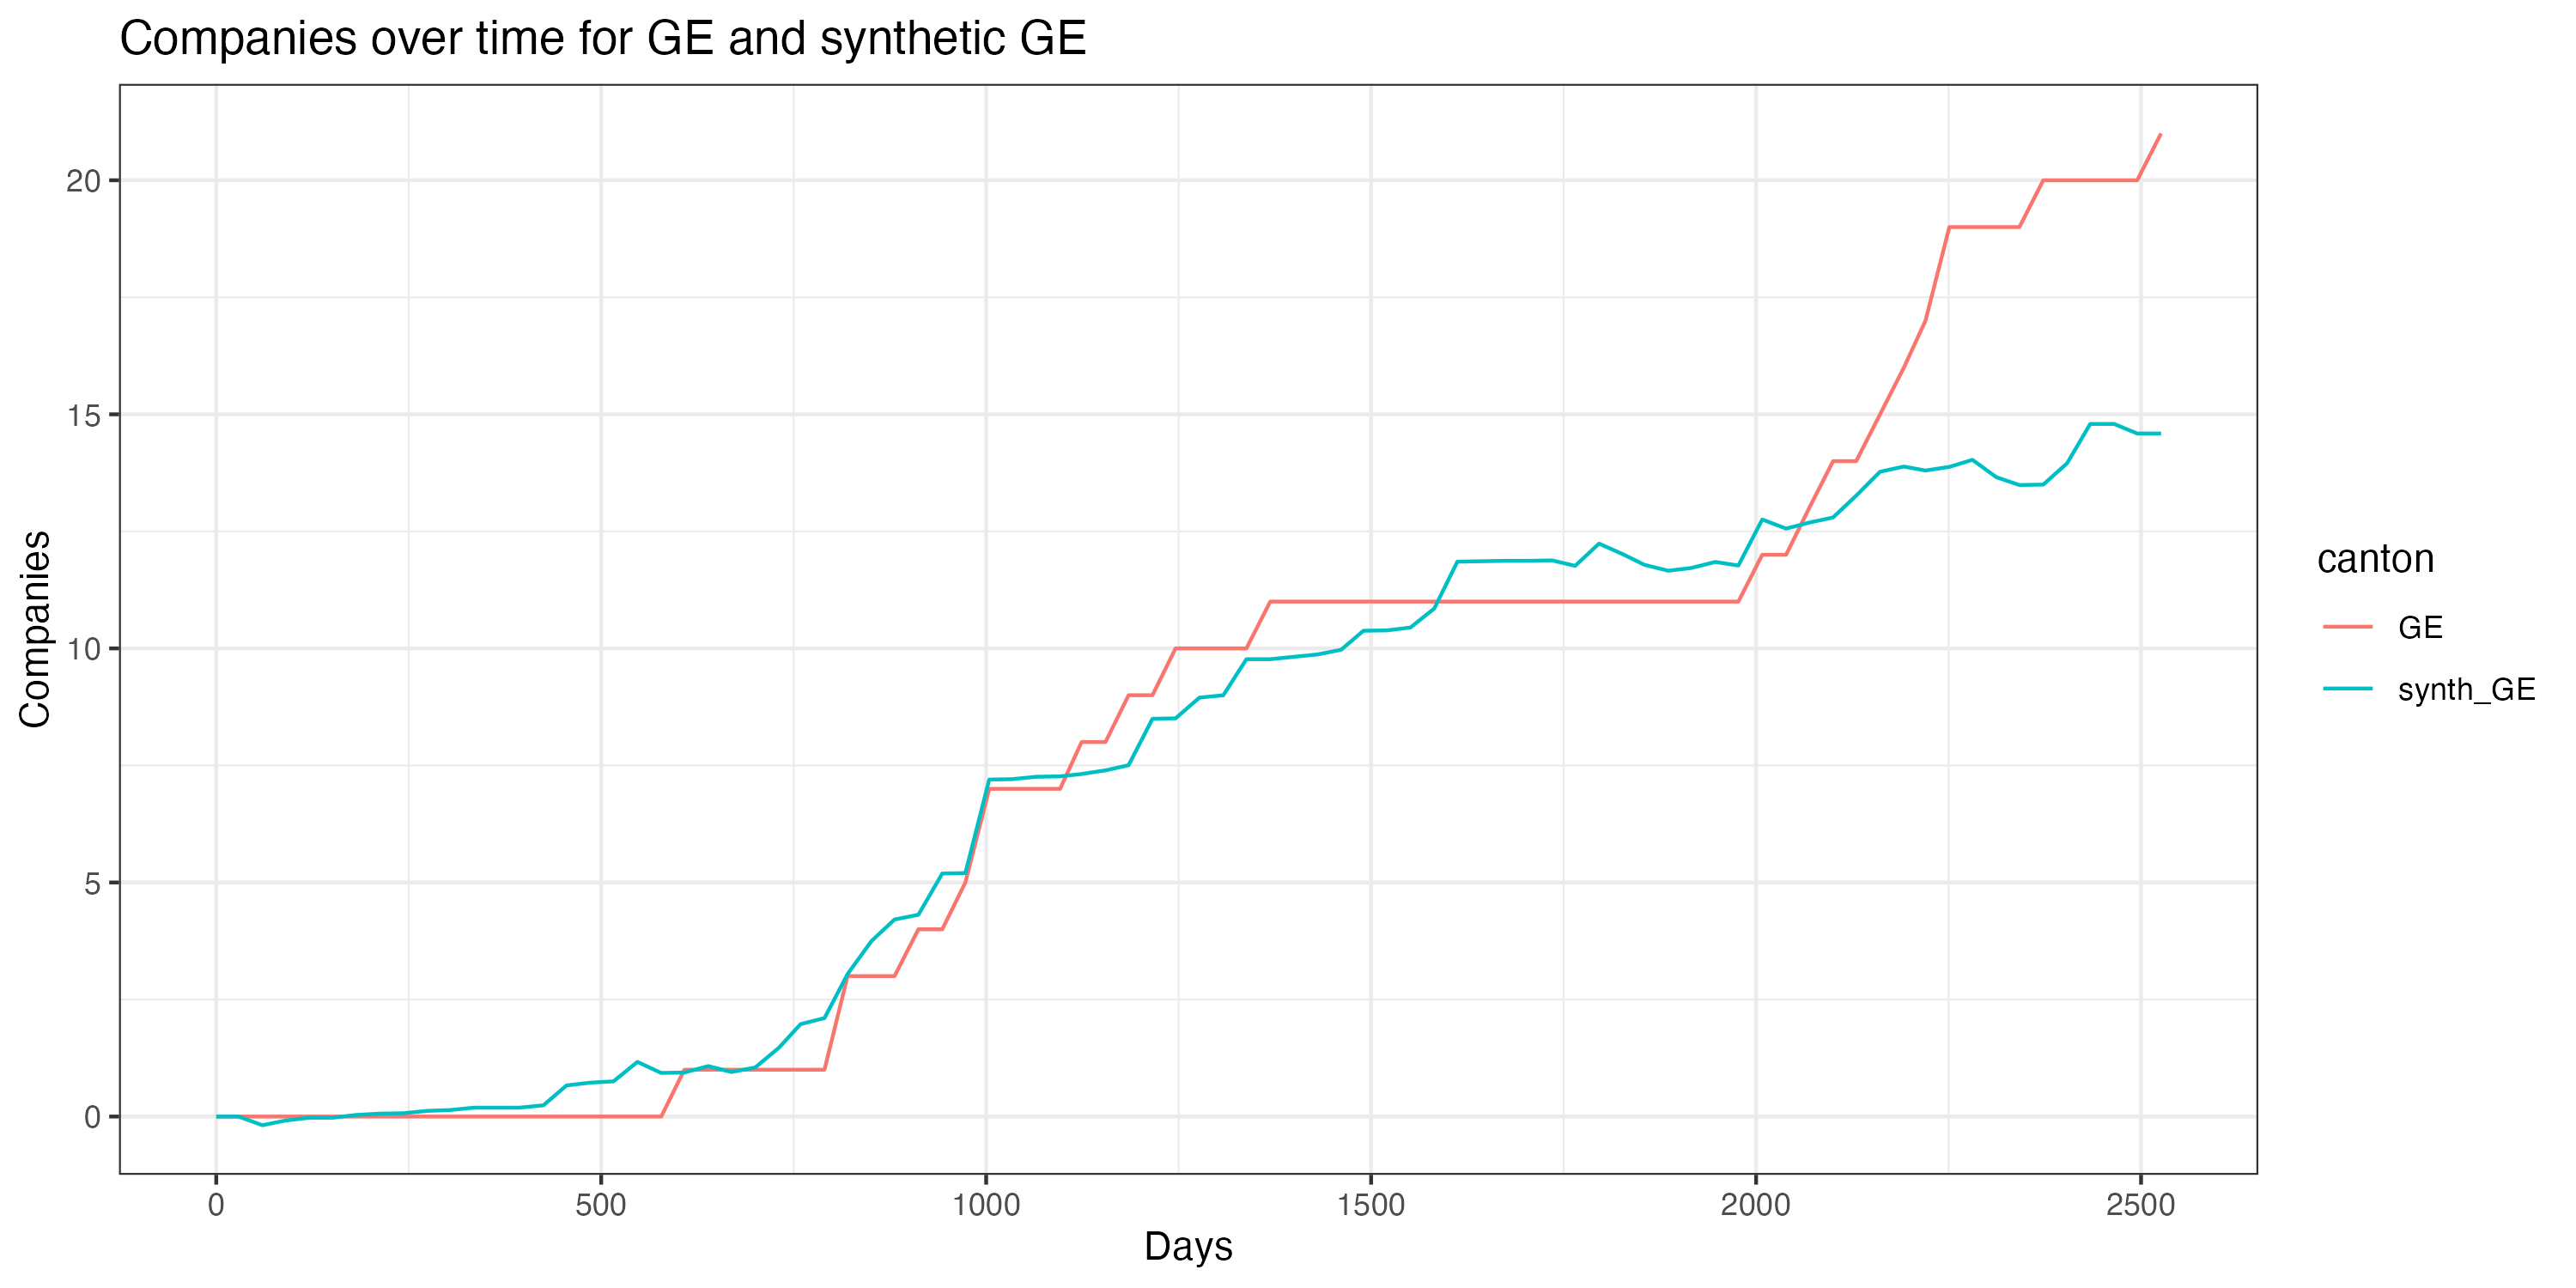 Companies over time for GE and synthetic GE
Companies
20
15
10
5
0
0 500 1000 1500 2000 2500
Days
canton
GE
synth_GE